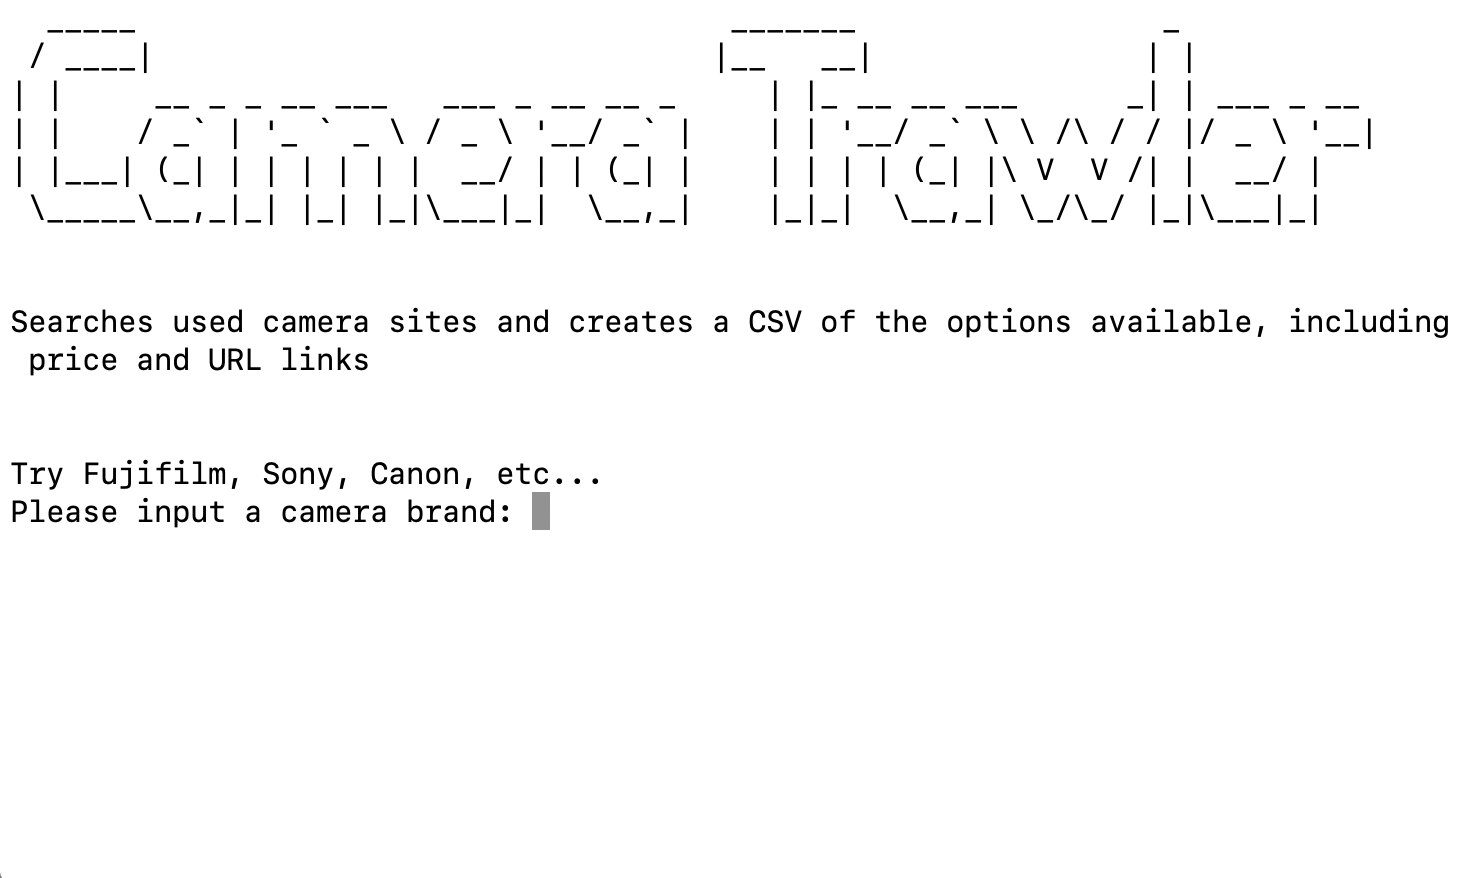 Camera Trawler
Searches used camera sites and creates a CSV of the options available, including
price and URL links
Try Fujifilm, Sony, Canon, etc...
Please input a camera brand: